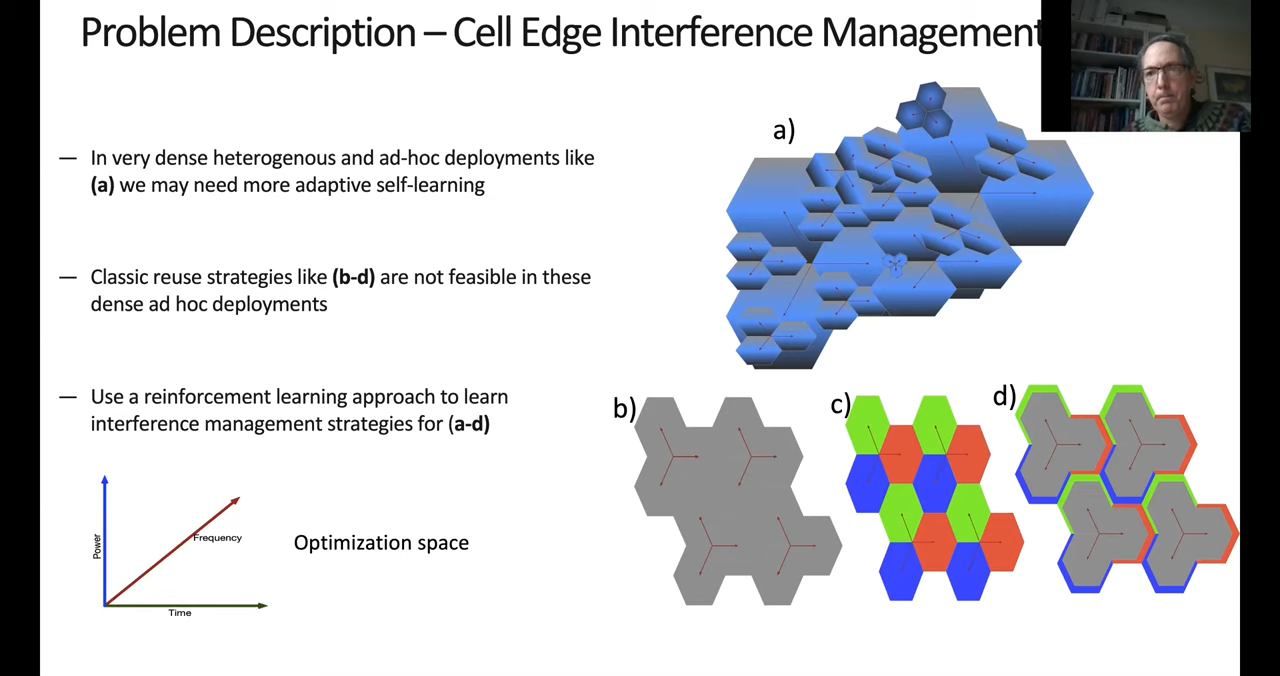 Problem Description – Cell Edge Interference Management
— In very dense heterogenous and ad-hoc deployments like
(a) we may need more adaptive self-learning
— Classic reuse strategies like (b-d) are not feasible in these
dense ad hoc deployments
— Use a reinforcement learning approach to learn
interference management strategies for (a-d)
Power
Frequency
Time
Optimization space
a)
b)
c)
d)